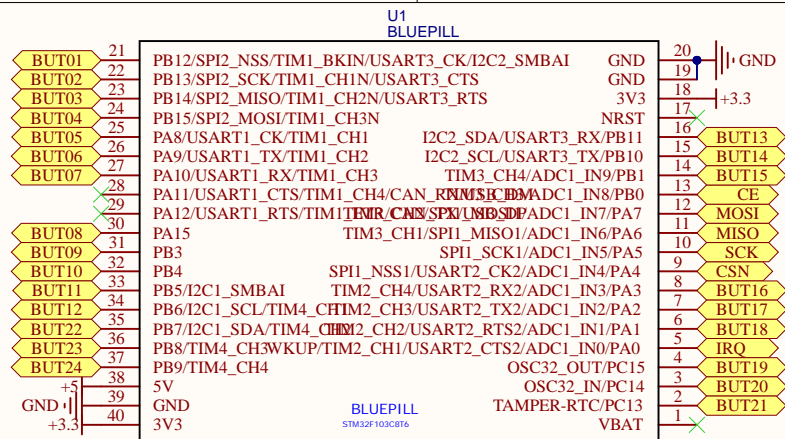 U1
BLUEPILL
BUT01 21 PB12/SPI2_NSS/TIM1_BKIN/USART3_CK/I2C2_SMBAI GND 20 GND
BUT02 22 PB13/SPI2_SCK/TIM1_CH1N/USART3_CTS GND 19
BUT03 23 PB14/SPI2_MISO/TIM1_CH2N/USART3_RTS 3V3 18 +3.3
BUT04 24 PB15/SPI2_MOSI/TIM1_CH3N NRST 17
BUT05 25 PA8/USART1_CK/TIM1_CH1 I2C2_SDA/USART3_RX/PB11 16 BUT13
BUT06 26 PA9/USART1_TX/TIM1_CH2 I2C2_SCL/USART3_TX/PB10 15 BUT14
BUT07 27 PA10/USART1_RX/TIM1_CH3 TIM3_CH4/ADC1_IN9/PB1 14 BUT15
28 PA11/USART1_CTS/TIM1_CH4/CAN_ ADC1_IN8/PB0 13 CE
29 PA12/USART1_RTS/ ADC1_IN7/PA7 12 MOSI
BUT08 30 PA15 TIM3_CH1/SPI1_MISO1/ADC1_IN6/PA6 11 MISO
BUT09 31 PB3 SPI1_SCK1/ADC1_IN5/PA5 10 SCK
BUT10 32 PB4 SPI1_NSS1/USART2_CK2/ADC1_IN4/PA4 9 CSN
BUT11 33 PB5/I2C1_SMBAI TIM2_CH4/USART2_RX2/ADC1_IN3/PA3 8 BUT16
BUT12 34 PB6/I2C1_SCL/TIM4_CH1 TIM2_CH3/USART2_TX2/ADC1_IN2/PA2 7 BUT17
BUT22 35 PB7/I2C1_SDA/TIM4_CH2 TIM2_CH2/USART2_RTS2/ADC1_IN1/PA1 6 BUT18
BUT23 36 PB8/TIM4_CH3 WKUP/TIM2_CH1/USART2_CTS2/ADC1_IN0/PA0 5 IRQ
BUT24 37 PB9/TIM4_CH4 OSC32_OUT/PC15 4 BUT19
+5 38 5V OSC32_IN/PC14 3 BUT20
GND 39 GND TAMPER-RTC/PC13 2 BUT21
+3.3 40 3V3 VBAT 1
BLUEPILL
STM32F103C8T6